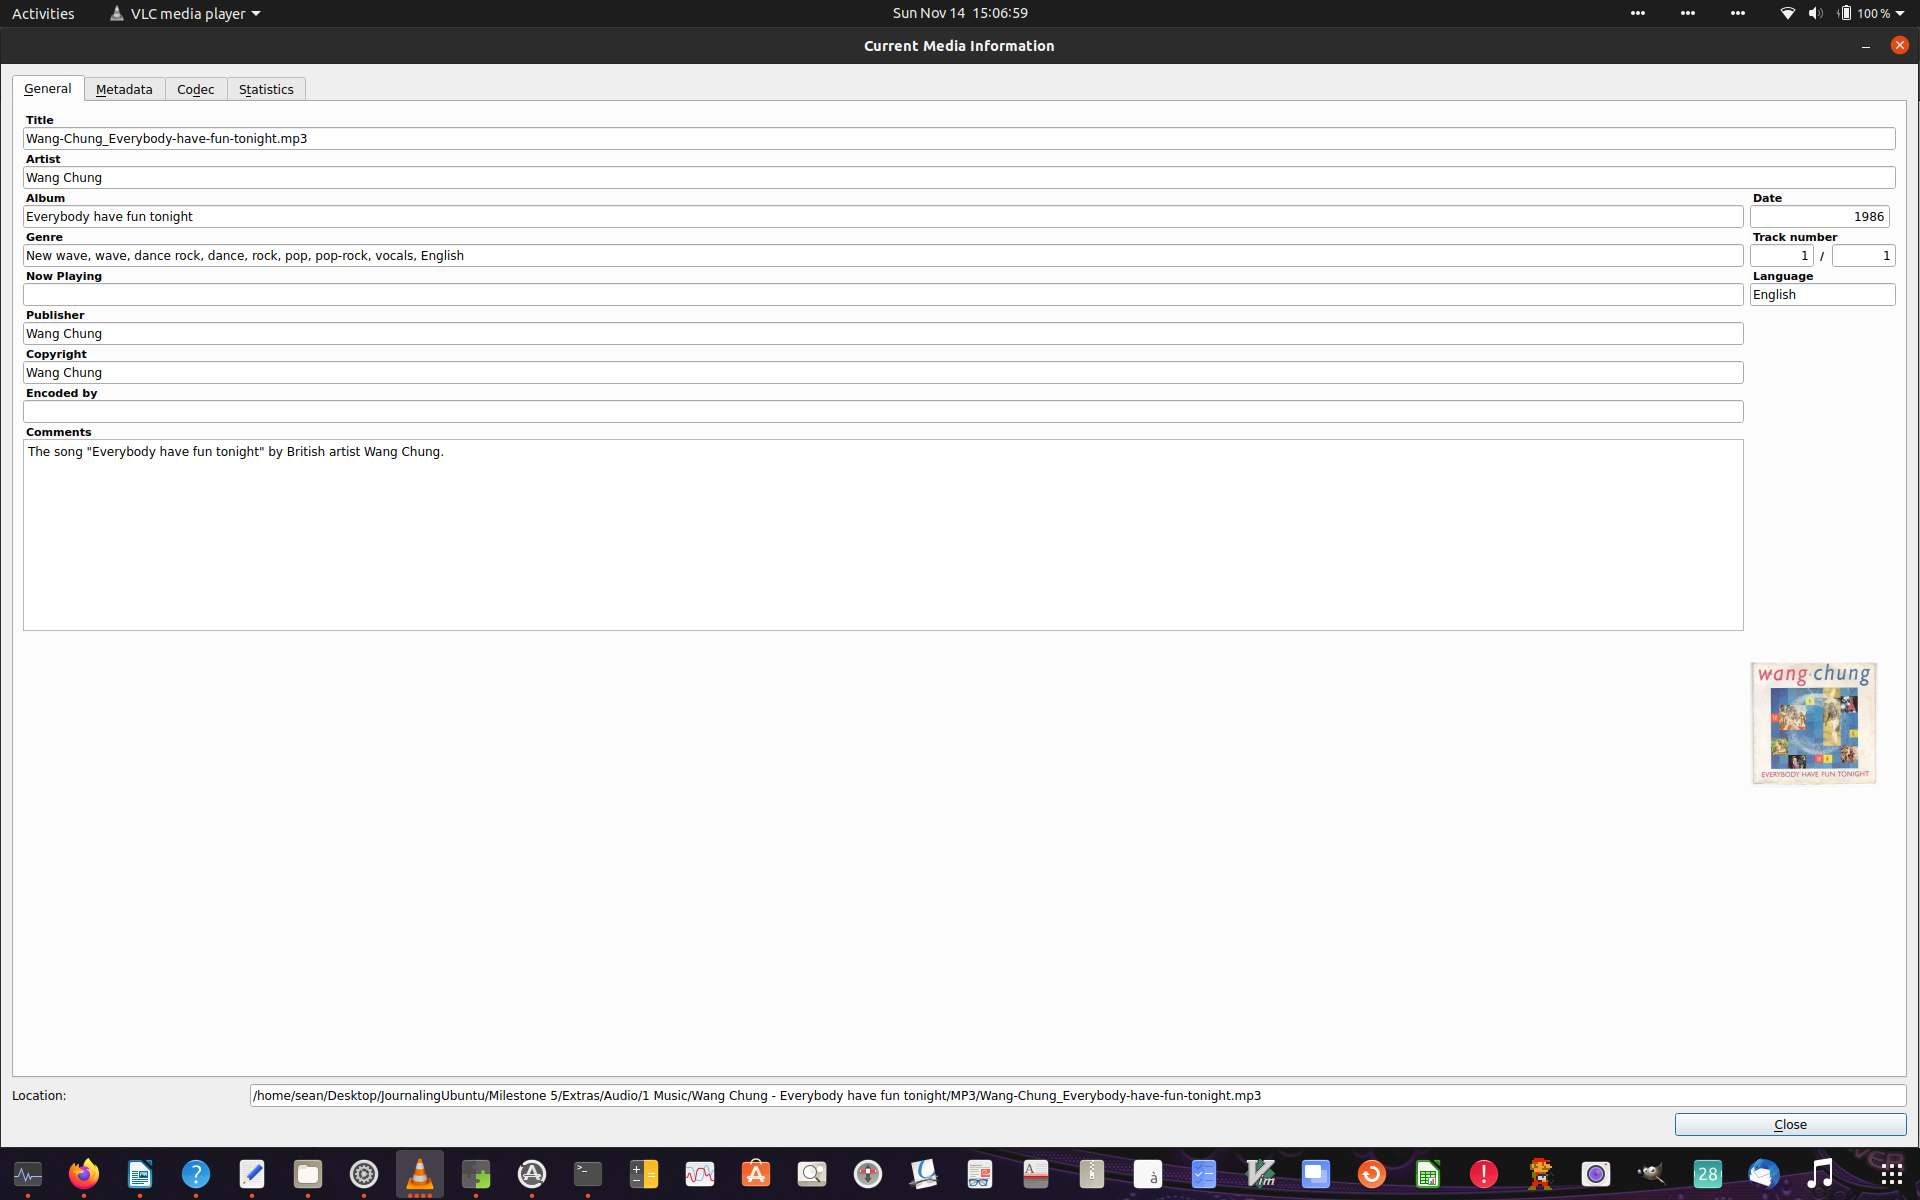 Activities
VLC media player
Sun Nov 14 15:06:59
100 %
Current Media Information
General
Metadata
Codec
Statistics
Title
Wang-Chung_Everybody-have-fun-tonight.mp3
Artist
Wang Chung
Album
Date
Everybody have fun tonight
1986
Genre
Track number
New wave, wave, dance rock, dance, rock, pop, pop-rock, vocals, English
1 / 1
Now Playing
Language
English
Publisher
Wang Chung
Copyright
Wang Chung
Encoded by
Comments
The song "Everybody have fun tonight" by British artist Wang Chung.
wang·chung
EVERYBODY HAVE FUN TONIGHT
Location:
/home/sean/Desktop/JournalingUbuntu/Milestone 5/Extras/Audio/1 Music/Wang Chung - Everybody have fun tonight/MP3/Wang-Chung_Everybody-have-fun-tonight.mp3
Close
28